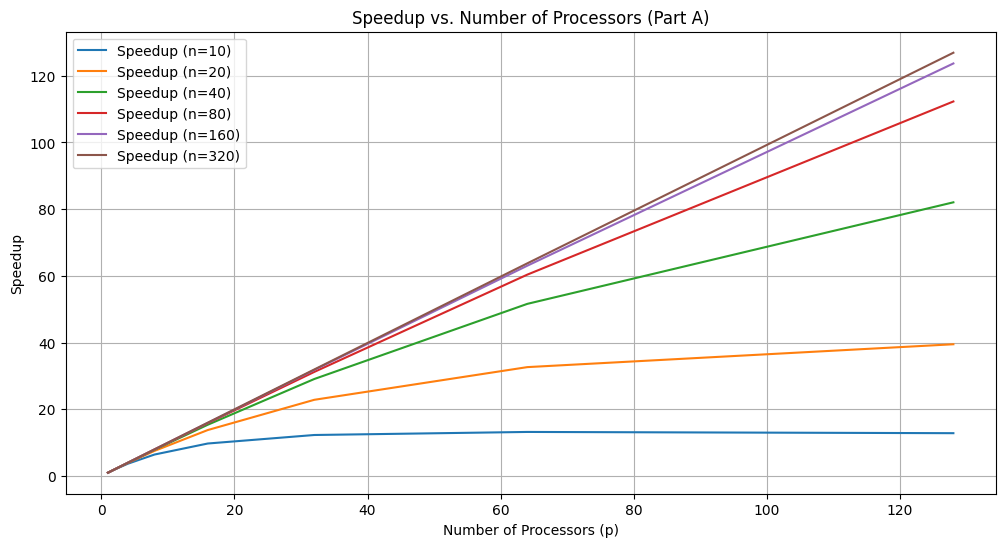 Speedup vs. Number of Processors (Part A)
Speedup (n=10)
Speedup (n=20)
Speedup (n=40)
Speedup (n=80)
Speedup (n=160)
Speedup (n=320)
120
100
80
60
40
20
0
Speedup
0 20 40 60 80 100 120
Number of Processors (p)